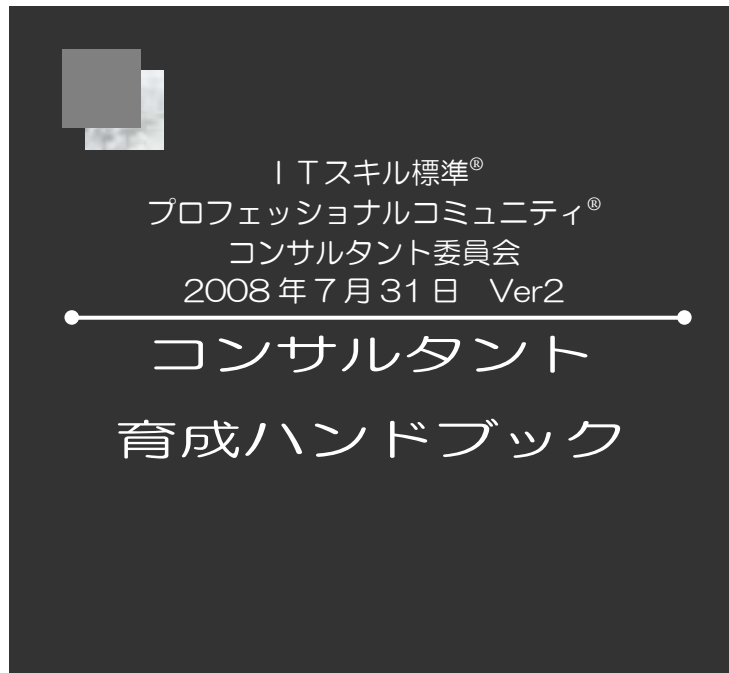 ＩＴスキル標準®
プロフェッショナルコミュニティ®
コンサルタント委員会
2008年7月31日　Ver2
コンサルタント
育成ハンドブック